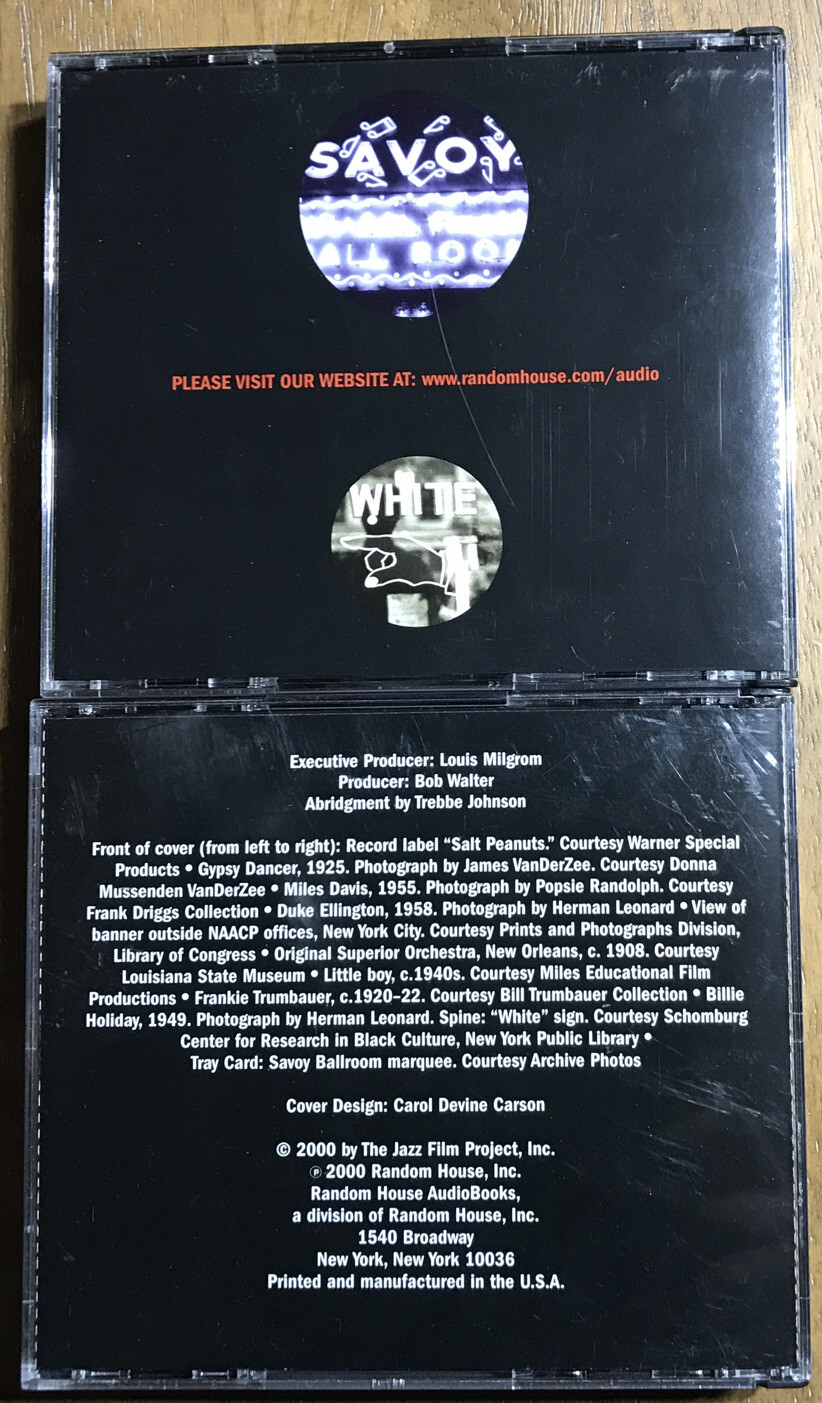 SAVOY
ALL ROO
PLEASE VISIT OUR WEBSITE AT: www.randomhouse.com/audio
WHITE
Executive Producer: Louis Milgrom
Producer: Bob Walter
Abridgment by Trebbe Johnson
Front of cover (from left to right): Record label “Salt Peanuts.” Courtesy Warner Special
Products • Gypsy Dancer, 1925. Photograph by James VanDerZee. Courtesy Donna
Mussenden VanDerZee • Miles Davis, 1955. Photograph by Popsie Randolph. Courtesy
Frank Driggs Collection • Duke Ellington, 1958. Photograph by Herman Leonard • View of
banner outside NAACP offices, New York City. Courtesy Prints and Photographs Division,
Library of Congress • Original Superior Orchestra, New Orleans, c. 1908. Courtesy
Louisiana State Museum • Little boy, c.1940s. Courtesy Miles Educational Film
Productions • Frankie Trumbauer, c.1920–22. Courtesy Bill Trumbauer Collection • Billie
Holiday, 1949. Photograph by Herman Leonard. Spine: “White” sign. Courtesy Schomburg
Center for Research in Black Culture, New York Public Library •
Tray Card: Savoy Ballroom marquee. Courtesy Archive Photos
Cover Design: Carol Devine Carson
© 2000 by The Jazz Film Project, Inc.
℗ 2000 Random House, Inc.
Random House AudioBooks,
a division of Random House, Inc.
1540 Broadway
New York, New York 10036
Printed and manufactured in the U.S.A.